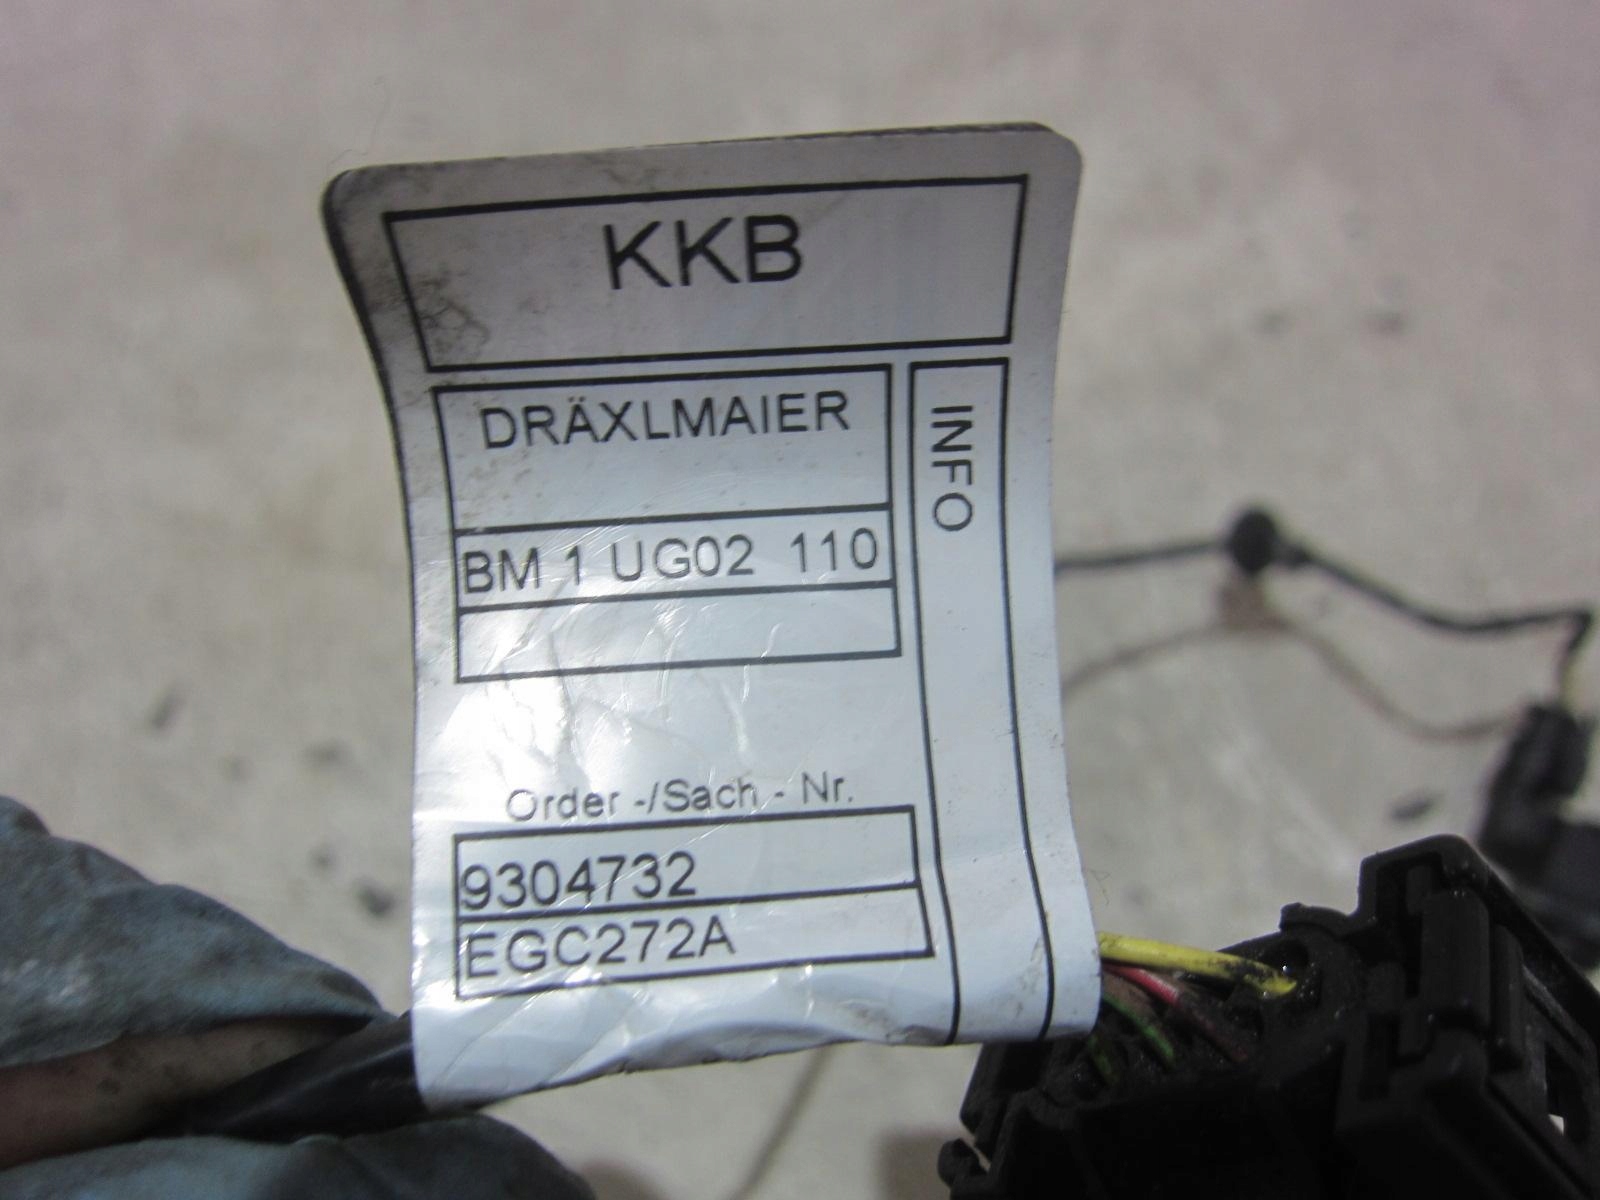 KKB
DRÄXLMAIER
INFO
BM 1 UG02 110
Order -/Sach - Nr.
9304732
EGC272A